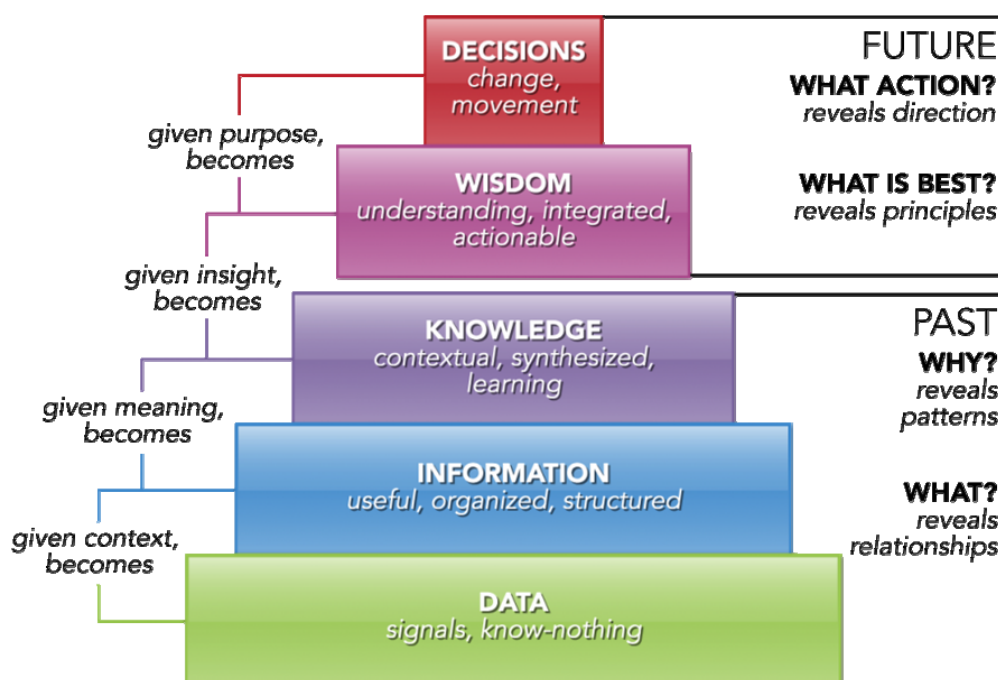 DECISIONS
change,
movement
FUTURE
WHAT ACTION?
reveals direction
given purpose,
becomes
WISDOM
understanding, integrated,
actionable
WHAT IS BEST?
reveals principles
given insight,
becomes
KNOWLEDGE
contextual, synthesized,
learning
PAST
WHY?
reveals
patterns
given meaning,
becomes
INFORMATION
useful, organized, structured
WHAT?
reveals
relationships
given context,
becomes
DATA
signals, know-nothing